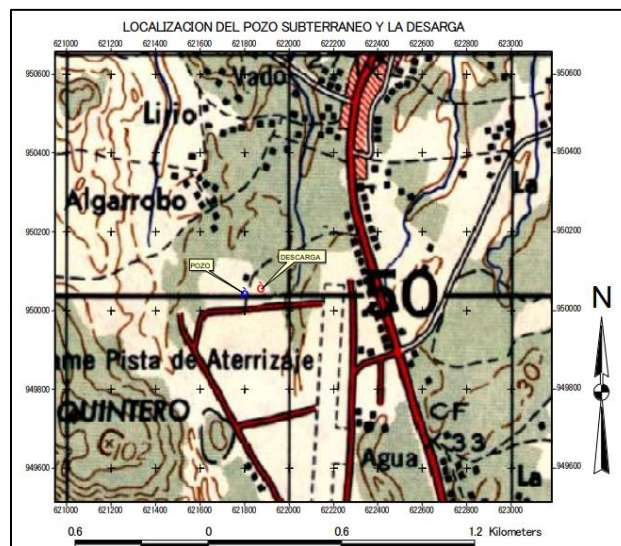 LOCALIZACION DEL POZO SUBTERRANEO Y LA DESARGA
621000 621200 621400 621600 621800 622000 622200 622400 622600 622800 623000
950600 950600
Vado
Lirio
950400 950400
Algarrobo
La
950200 950200
POZO
DESCARGA
950000 50 950000
N
ame Pista de Aterrizaje
949800 949800
30
QUINTERO
CF
102
33
949600 Agua 949600
La
621000 621200 621400 621600 621800 622000 622200 622400 622600 622800 623000
0.6 0 0.6 1.2 Kilometers